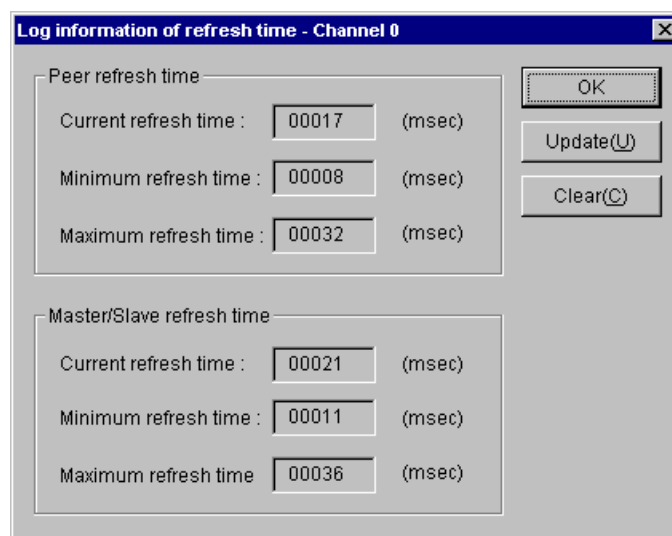 Log information of refresh time - Channel 0
Peer refresh time
Current refresh time : 00017 (msec)
Minimum refresh time : 00008 (msec)
Maximum refresh time : 00032 (msec)
OK
Update(U)
Clear(C)
Master/Slave refresh time
Current refresh time : 00021 (msec)
Minimum refresh time : 00011 (msec)
Maximum refresh time 00036 (msec)